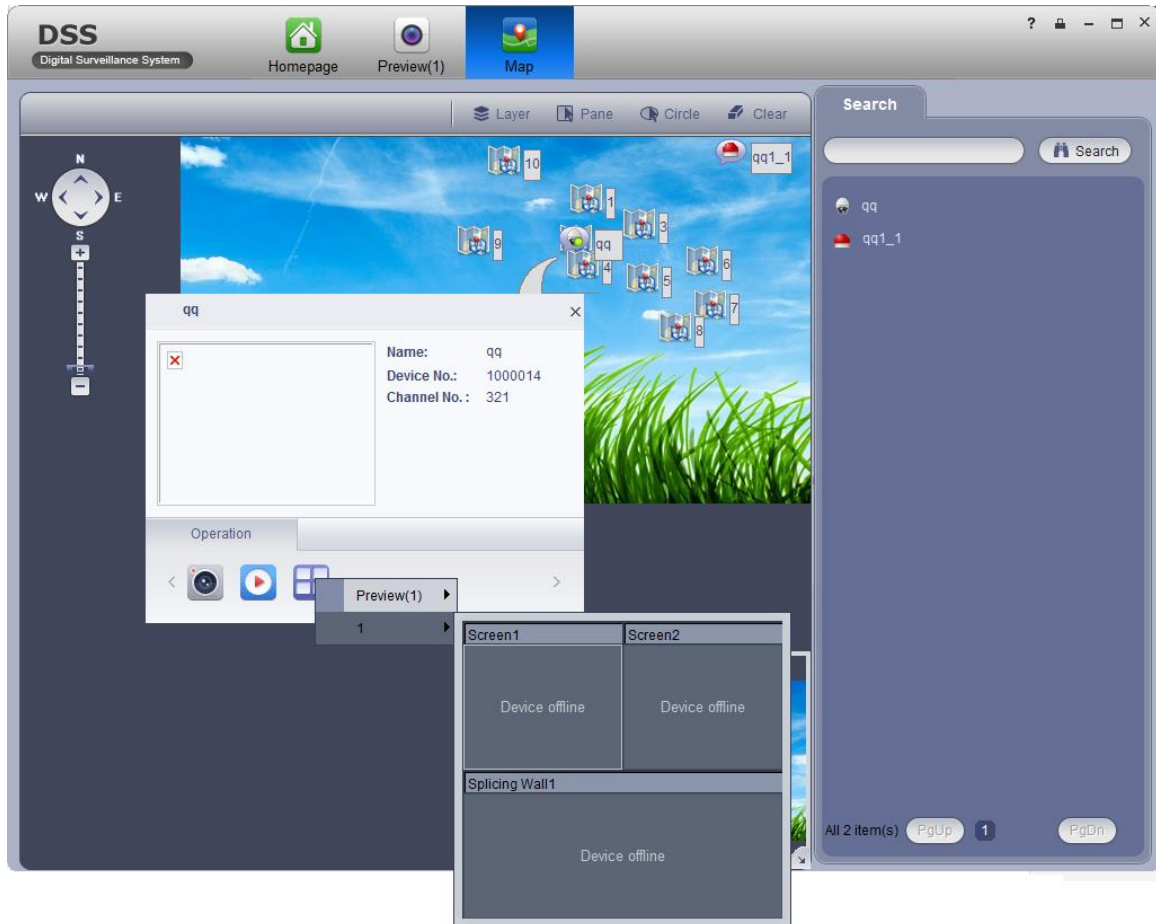 DSS
Digital Surveillance System
Homepage
Preview(1)
Map
?
Layer
Pane
Circle
Clear
Search
Search
N
W
E
S
10
qq1_1
1
3
9
qq
4
6
5
7
8
qq
qq1_1
qq
Name: qq
Device No.: 1000014
Channel No. : 321
Operation
Preview(1)
1
Screen1
Screen2
Device offline
Device offline
Splicing Wall1
Device offline
All 2 item(s) PgUp 1 PgDn